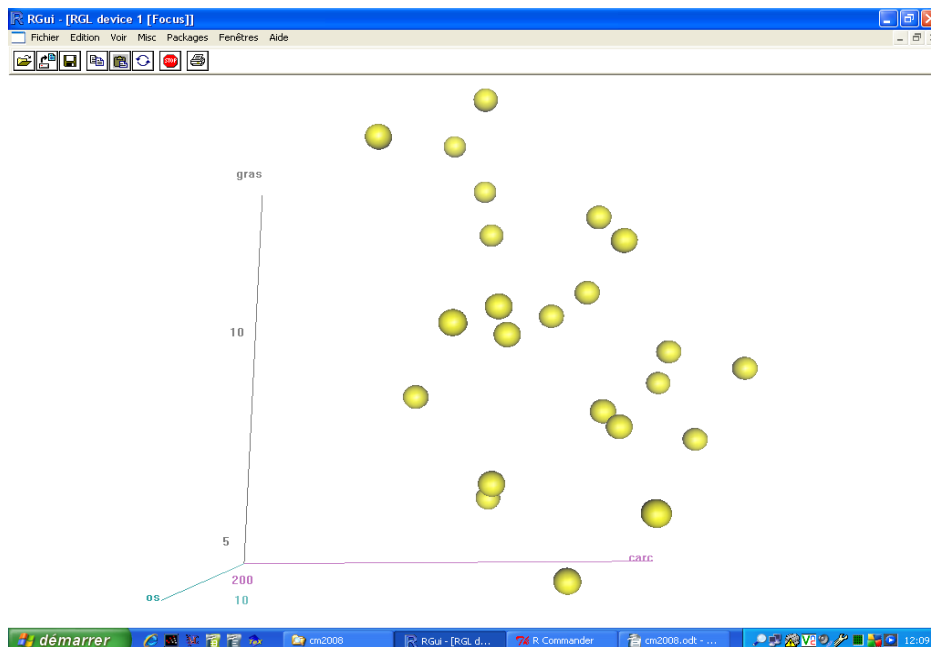 RGui - [RGL device 1 [Focus]]
Fichier Edition Voir Misc Packages Fenêtres Aide
STOP
gras
10
5
carc
200
os
10
démarrer cm2008 RGui - [RGL d... R Commander cm2008.odt - ... 12:09